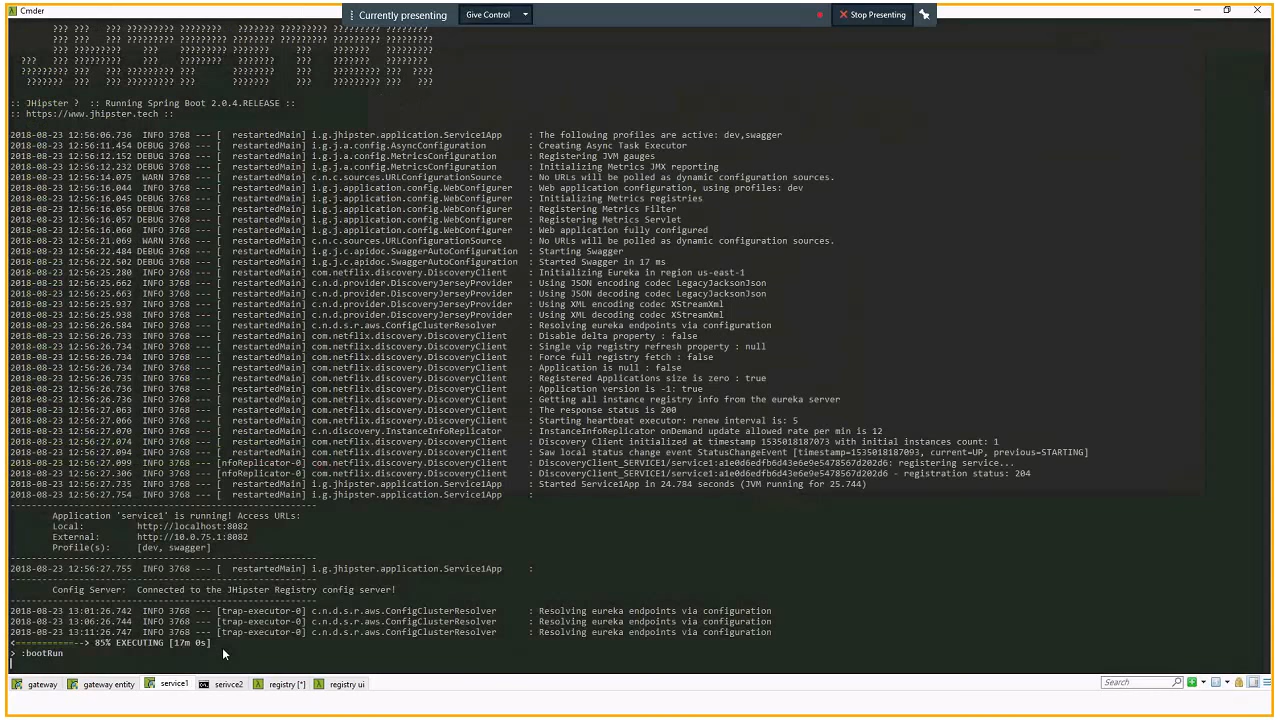 Cmder
Currently presenting
Give Control
Stop Presenting
??? ??? ??? ????????? ???????? ??????? ???????? ?????????
??? ??? ??? ????????? ????????? ???????? ????????? ?????????
??? ????????? ??? ????????? ??? ??? ?????????
??? ??? ????????? ??? ???????? ??? ??? ?????????
????????? ??? ??? ????????? ??? ???????? ??? ??? ????
??????? ??? ??? ????????? ??? ??????? ??? ??? ???
:: JHipster ? :: Running Spring Boot 2.0.4.RELEASE ::
:: https://www.jhipster.tech ::
2018-08-23 12:56:06.736 INFO 3768 --- [ restartedMain] i.g.jhipster.application.Service1App : The following profiles are active: dev,swagger
2018-08-23 12:56:11.454 DEBUG 3768 --- [ restartedMain] i.g.j.a.config.AsyncConfiguration : Creating Async Task Executor
2018-08-23 12:56:12.152 DEBUG 3768 --- [ restartedMain] i.g.j.a.config.MetricsConfiguration : Registering JVM gauges
2018-08-23 12:56:12.232 DEBUG 3768 --- [ restartedMain] i.g.j.a.config.MetricsConfiguration : Initializing Metrics JMX reporting
2018-08-23 12:56:14.075 WARN 3768 --- [ restartedMain] c.n.c.sources.URLConfigurationSource : No URLs will be polled as dynamic configuration sources.
2018-08-23 12:56:16.044 INFO 3768 --- [ restartedMain] i.g.j.application.config.WebConfigurer : Web application configuration, using profiles: dev
2018-08-23 12:56:16.045 DEBUG 3768 --- [ restartedMain] i.g.j.application.config.WebConfigurer : Initializing Metrics registries
2018-08-23 12:56:16.056 DEBUG 3768 --- [ restartedMain] i.g.j.application.config.WebConfigurer : Registering Metrics Filter
2018-08-23 12:56:16.057 DEBUG 3768 --- [ restartedMain] i.g.j.application.config.WebConfigurer : Registering Metrics Servlet
2018-08-23 12:56:16.060 INFO 3768 --- [ restartedMain] i.g.j.application.config.WebConfigurer : Web application fully configured
2018-08-23 12:56:21.069 WARN 3768 --- [ restartedMain] c.n.c.sources.URLConfigurationSource : No URLs will be polled as dynamic configuration sources.
2018-08-23 12:56:22.484 DEBUG 3768 --- [ restartedMain] i.g.j.c.apidoc.SwaggerAutoConfiguration : Starting Swagger
2018-08-23 12:56:22.502 DEBUG 3768 --- [ restartedMain] i.g.j.c.apidoc.SwaggerAutoConfiguration : Started Swagger in 17 ms
2018-08-23 12:56:25.280 INFO 3768 --- [ restartedMain] com.netflix.discovery.DiscoveryClient : Initializing Eureka in region us-east-1
2018-08-23 12:56:25.662 INFO 3768 --- [ restartedMain] c.n.d.provider.DiscoveryJerseyProvider : Using JSON encoding codec LegacyJacksonJson
2018-08-23 12:56:25.663 INFO 3768 --- [ restartedMain] c.n.d.provider.DiscoveryJerseyProvider : Using JSON decoding codec LegacyJacksonJson
2018-08-23 12:56:25.937 INFO 3768 --- [ restartedMain] c.n.d.provider.DiscoveryJerseyProvider : Using XML encoding codec XStreamXml
2018-08-23 12:56:25.938 INFO 3768 --- [ restartedMain] c.n.d.provider.DiscoveryJerseyProvider : Using XML decoding codec XStreamXml
2018-08-23 12:56:26.584 INFO 3768 --- [ restartedMain] c.n.d.s.r.aws.ConfigClusterResolver : Resolving eureka endpoints via configuration
2018-08-23 12:56:26.733 INFO 3768 --- [ restartedMain] com.netflix.discovery.DiscoveryClient : Disable delta property : false
2018-08-23 12:56:26.734 INFO 3768 --- [ restartedMain] com.netflix.discovery.DiscoveryClient : Single vip registry refresh property : null
2018-08-23 12:56:26.734 INFO 3768 --- [ restartedMain] com.netflix.discovery.DiscoveryClient : Force full registry fetch : false
2018-08-23 12:56:26.734 INFO 3768 --- [ restartedMain] com.netflix.discovery.DiscoveryClient : Application is null : false
2018-08-23 12:56:26.735 INFO 3768 --- [ restartedMain] com.netflix.discovery.DiscoveryClient : Registered Applications size is zero : true
2018-08-23 12:56:26.736 INFO 3768 --- [ restartedMain] com.netflix.discovery.DiscoveryClient : Application version is -1: true
2018-08-23 12:56:26.736 INFO 3768 --- [ restartedMain] com.netflix.discovery.DiscoveryClient : Getting all instance registry info from the eureka server
2018-08-23 12:56:27.063 INFO 3768 --- [ restartedMain] com.netflix.discovery.DiscoveryClient : The response status is 200
2018-08-23 12:56:27.066 INFO 3768 --- [ restartedMain] com.netflix.discovery.DiscoveryClient : Starting heartbeat executor: renew interval is: 5
2018-08-23 12:56:27.070 INFO 3768 --- [ restartedMain] c.n.discovery.InstanceInfoReplicator : InstanceInfoReplicator onDemand update allowed rate per min is 12
2018-08-23 12:56:27.074 INFO 3768 --- [ restartedMain] com.netflix.discovery.DiscoveryClient : Discovery Client initialized at timestamp 1535018187073 with initial instances count: 1
2018-08-23 12:56:27.094 INFO 3768 --- [ restartedMain] com.netflix.discovery.DiscoveryClient : Saw local status change event StatusChangeEvent [timestamp=1535018187093, current=UP, previous=STARTING]
2018-08-23 12:56:27.099 INFO 3768 --- [nfoReplicator-0] com.netflix.discovery.DiscoveryClient : DiscoveryClient_SERVICE1/service1:a1e0d6edfb6d43e6e9e5478567d202d6: registering service...
2018-08-23 12:56:27.306 INFO 3768 --- [nfoReplicator-0] com.netflix.discovery.DiscoveryClient : DiscoveryClient_SERVICE1/service1:a1e0d6edfb6d43e6e9e5478567d202d6 - registration status: 204
2018-08-23 12:56:27.735 INFO 3768 --- [ restartedMain] i.g.jhipster.application.Service1App : Started Service1App in 24.784 seconds (JVM running for 25.744)
2018-08-23 12:56:27.754 INFO 3768 --- [ restartedMain] i.g.jhipster.application.Service1App :
----------------------------------------------------------
Application 'service1' is running! Access URLs:
Local: http://localhost:8082
External: http://10.0.75.1:8082
Profile(s): [dev, swagger]
----------------------------------------------------------
2018-08-23 12:56:27.755 INFO 3768 --- [ restartedMain] i.g.jhipster.application.Service1App :
----------------------------------------------------------
Config Server: Connected to the JHipster Registry config server!
----------------------------------------------------------
2018-08-23 13:01:26.742 INFO 3768 --- [trap-executor-0] c.n.d.s.r.aws.ConfigClusterResolver : Resolving eureka endpoints via configuration
2018-08-23 13:06:26.744 INFO 3768 --- [trap-executor-0] c.n.d.s.r.aws.ConfigClusterResolver : Resolving eureka endpoints via configuration
2018-08-23 13:11:26.747 INFO 3768 --- [trap-executor-0] c.n.d.s.r.aws.ConfigClusterResolver : Resolving eureka endpoints via configuration
<===========--> 85% EXECUTING [17m 0s]
> :bootRun
gateway
gateway entity
service1
serivce2
registry [*]
registry ui
Search